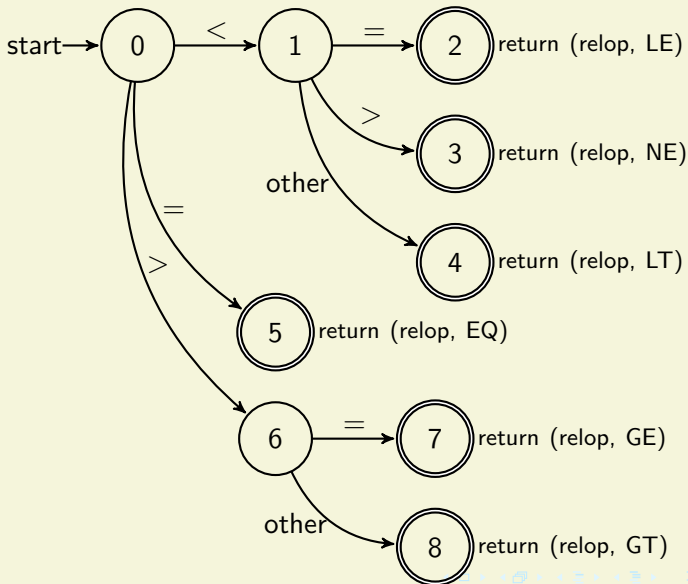 start 0 < 1 = 2 return (relop, LE)
> 3 return (relop, NE)
other 4 return (relop, LT)
= 5 return (relop, EQ)
> 6 = 7 return (relop, GE)
other 8 return (relop, GT)